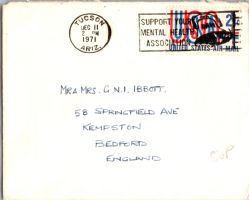 TUCSON
DEC 11
2 PM
1971
ARIZ.
SUPPORT YOUR
MENTAL HEALTH
ASSOCIATION
UNITED STATES AIR MAIL
MR & MRS. G.N.I. IBBOTT.
58 SPRINGFIELD AVE
KEMPSTON
BEDFORD
ENGLAND